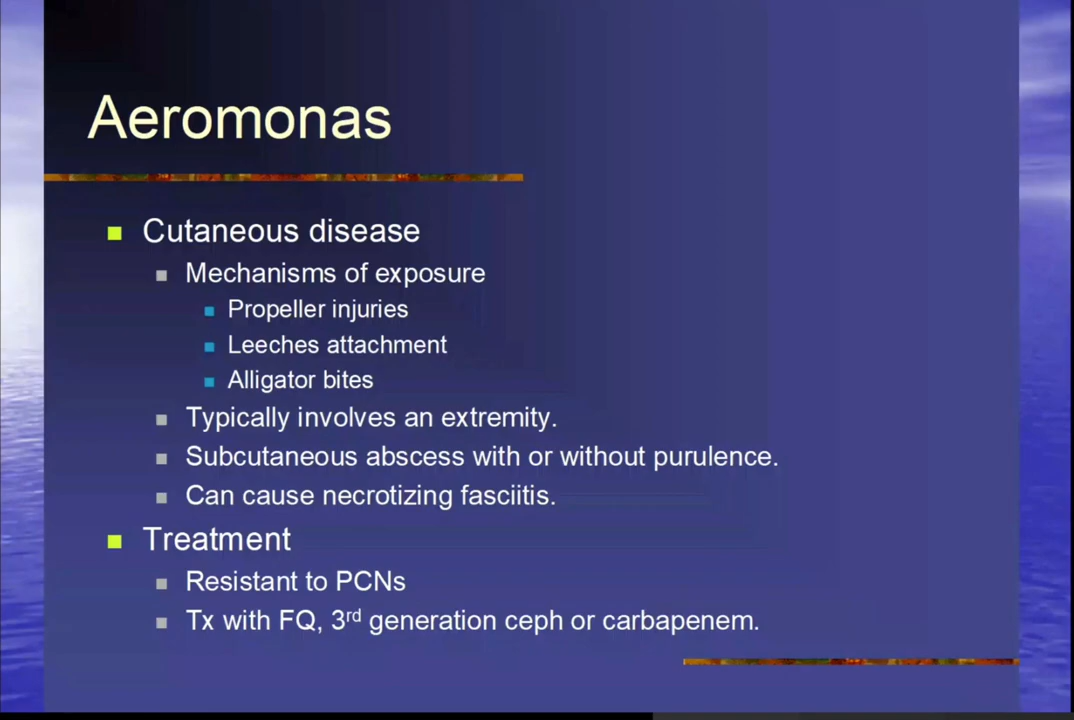 Aeromonas
Cutaneous disease
Mechanisms of exposure
Propeller injuries
Leeches attachment
Alligator bites
Typically involves an extremity.
Subcutaneous abscess with or without purulence.
Can cause necrotizing fasciitis.
Treatment
Resistant to PCNs
Tx with FQ, 3rd generation ceph or carbapenem.